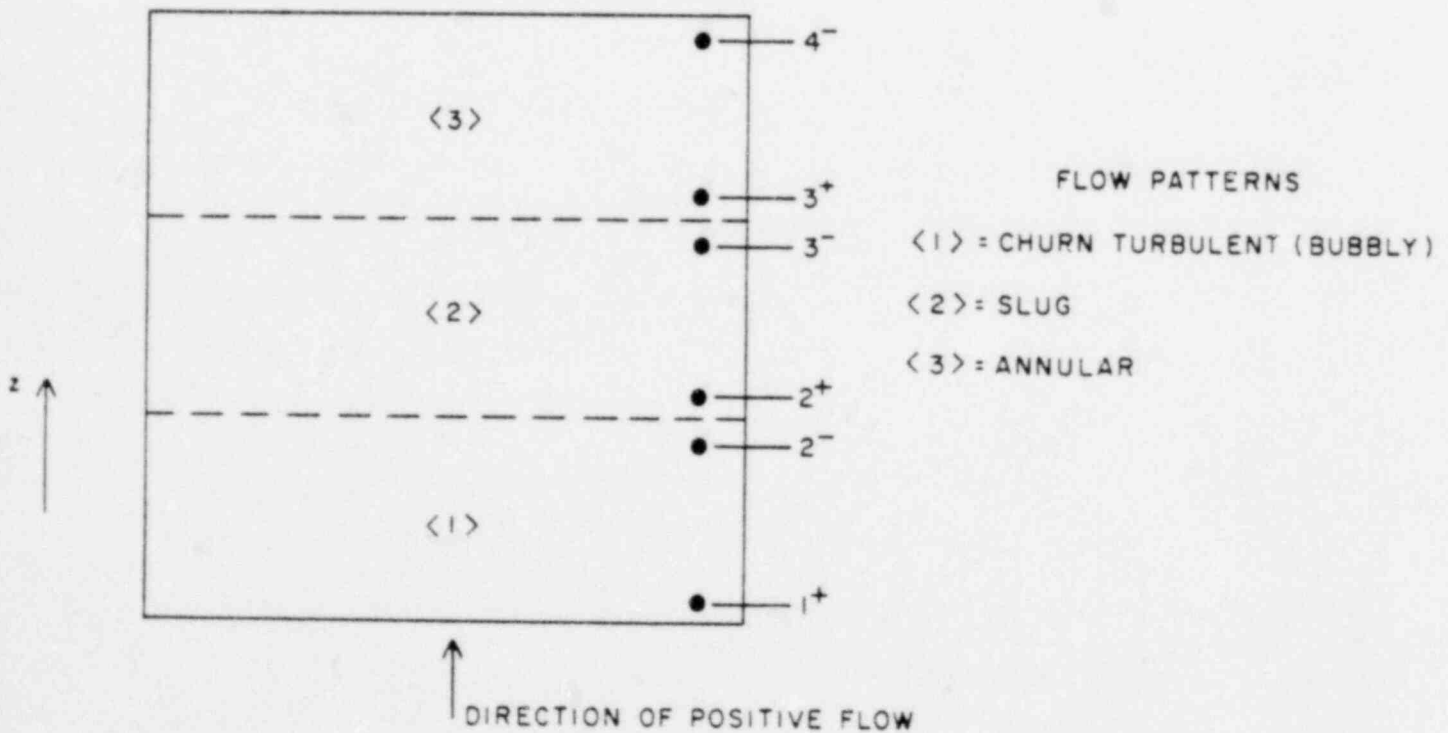 4⁻
<3>
3⁺
3⁻
<2>
2⁺
2⁻
<1>
1⁺
z
DIRECTION OF POSITIVE FLOW
FLOW PATTERNS
<1> = CHURN TURBULENT (BUBBLY)
<2> = SLUG
<3> = ANNULAR